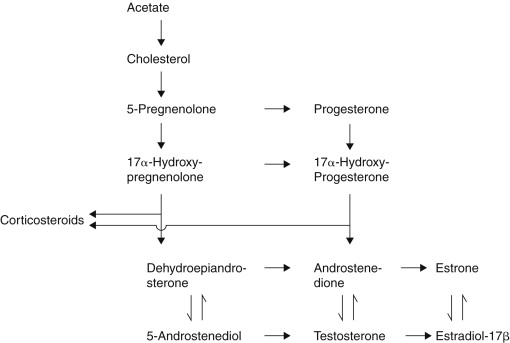 Acetate
Cholesterol
5-Pregnenolone
Progesterone
17α-Hydroxy-
pregnenolone
17α-Hydroxy-
Progesterone
Corticosteroids
Dehydroepiandro-
sterone
Androstene-
dione
Estrone
5-Androstenediol
Testosterone
Estradiol-17β